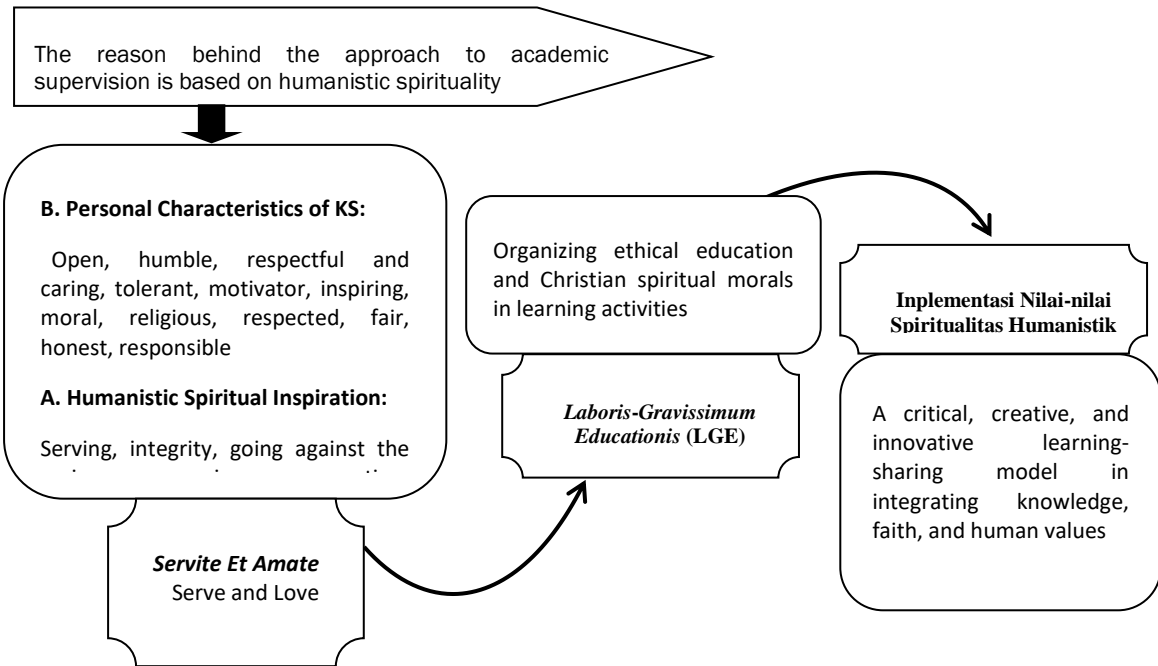 The reason behind the approach to academic
supervision is based on humanistic spirituality
B. Personal Characteristics of KS:
Open, humble, respectful and
caring, tolerant, motivator, inspiring,
moral, religious, respected, fair,
honest, responsible
A. Humanistic Spiritual Inspiration:
Serving, integrity, going against the
Servite Et Amate
Serve and Love
Organizing ethical education
and Christian spiritual morals
in learning activities
Laboris-Gravissimum
Educationis (LGE)
Inplementasi Nilai-nilai
Spiritualitas Humanistik
A critical, creative, and
innovative learning-
sharing model in
integrating knowledge,
faith, and human values